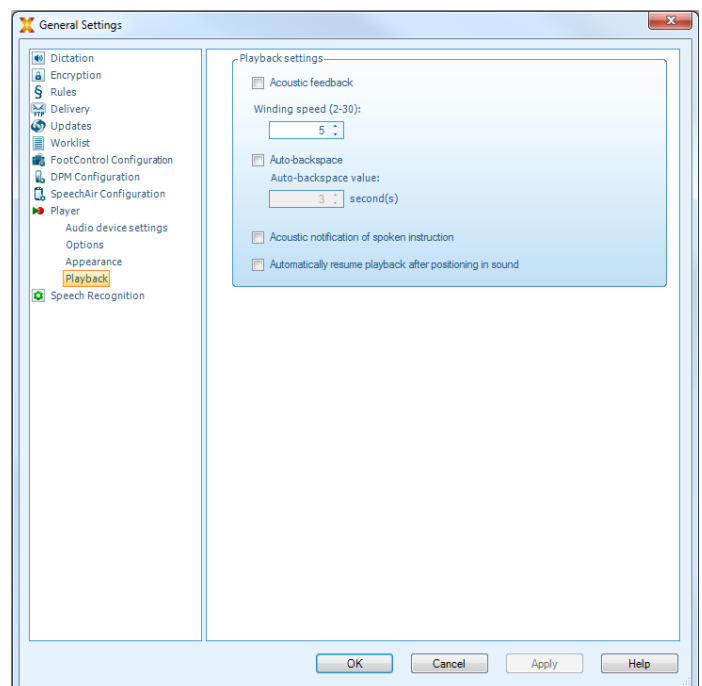 General Settings
Dictation
Encryption
§ Rules
FTP Delivery
Updates
Worklist
FootControl Configuration
DPM Configuration
SpeechAir Configuration
Player
Audio device settings
Options
Appearance
Playback
Speech Recognition
Playback settings
Acoustic feedback
Winding speed (2-30):
5
Auto-backspace
Auto-backspace value:
3 second(s)
Acoustic notification of spoken instruction
Automatically resume playback after positioning in sound
OK Cancel Apply Help